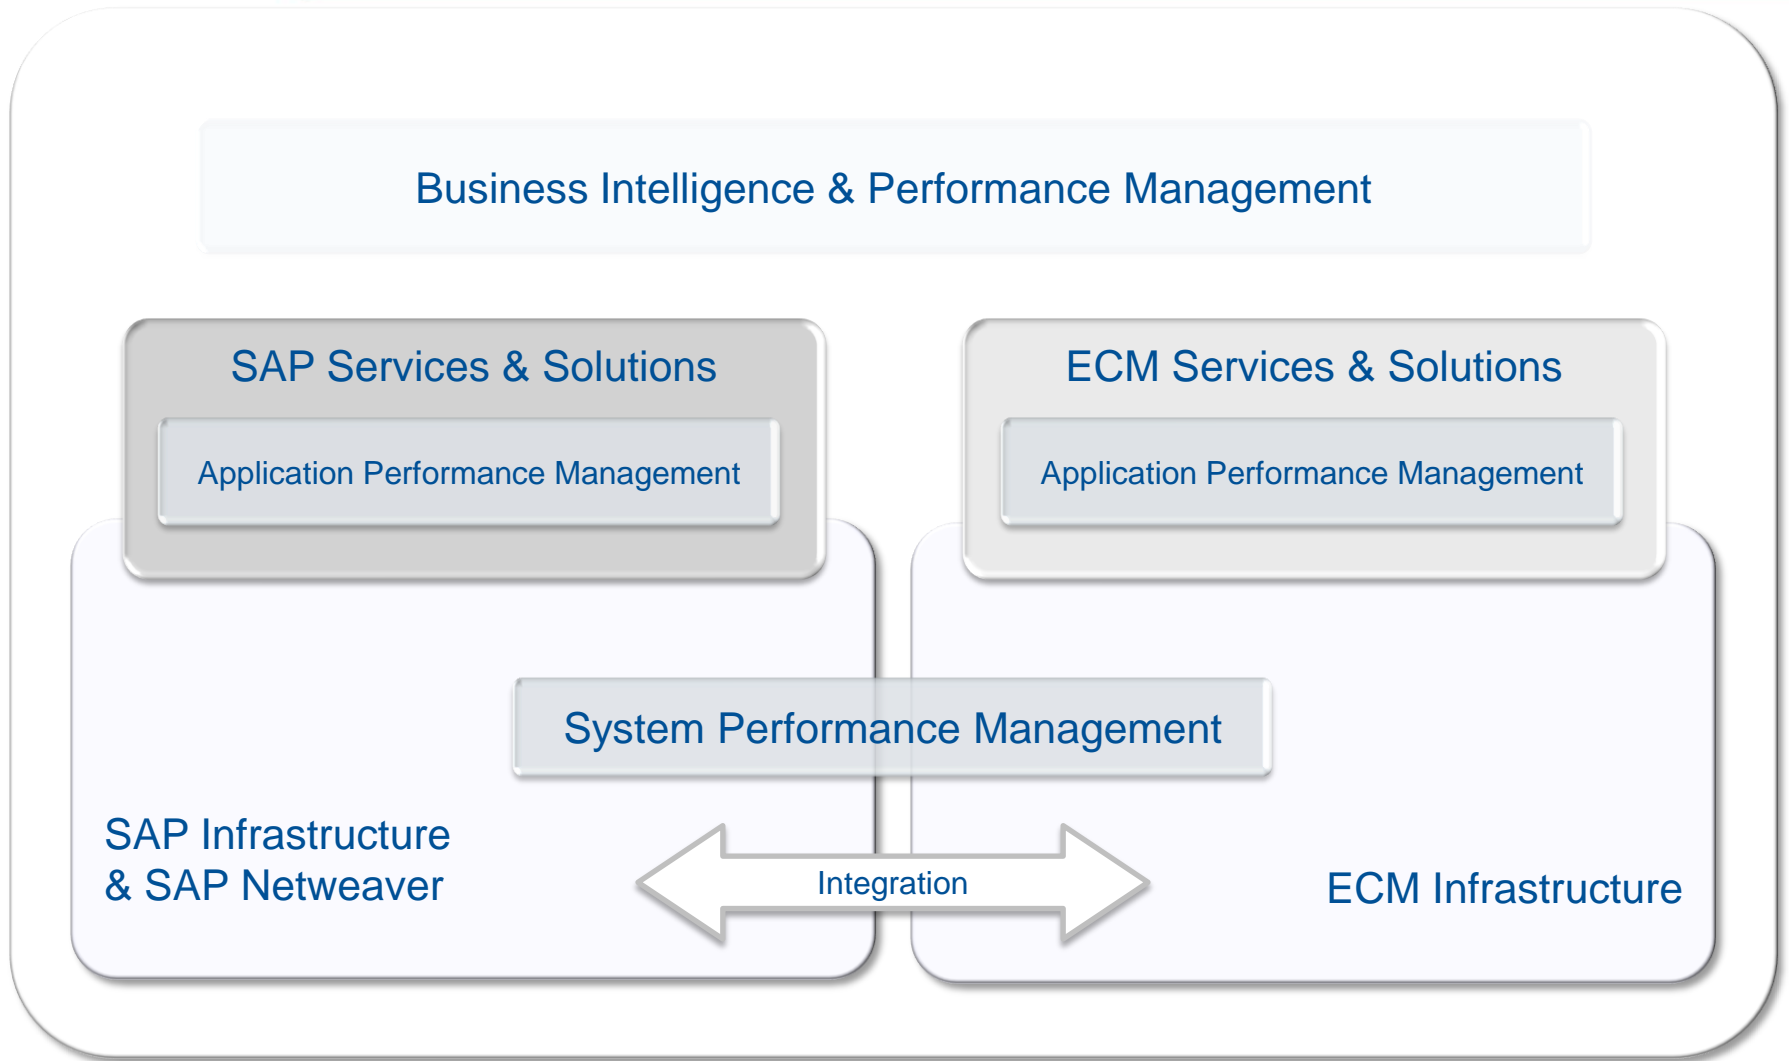 Business Intelligence & Performance Management
SAP Services & Solutions
Application Performance Management
ECM Services & Solutions
Application Performance Management
System Performance Management
SAP Infrastructure
& SAP Netweaver
Integration
ECM Infrastructure